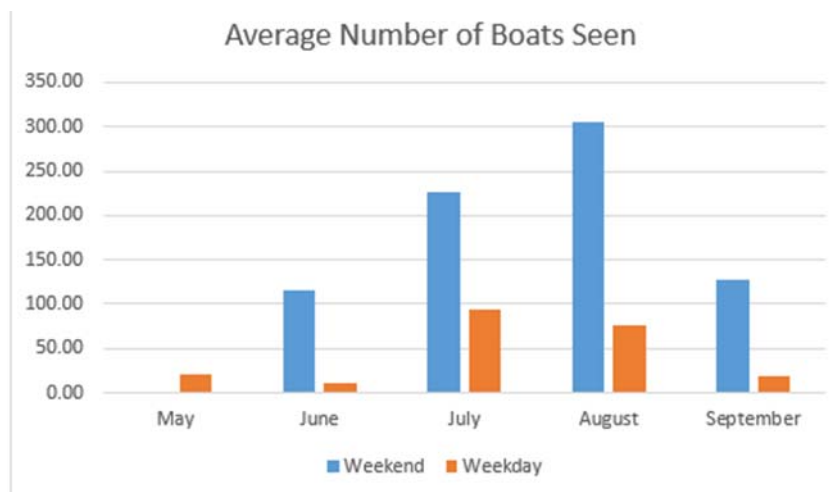 Average Number of Boats Seen
350.00
300.00
250.00
200.00
150.00
100.00
50.00
0.00
May June July August September
Weekend Weekday